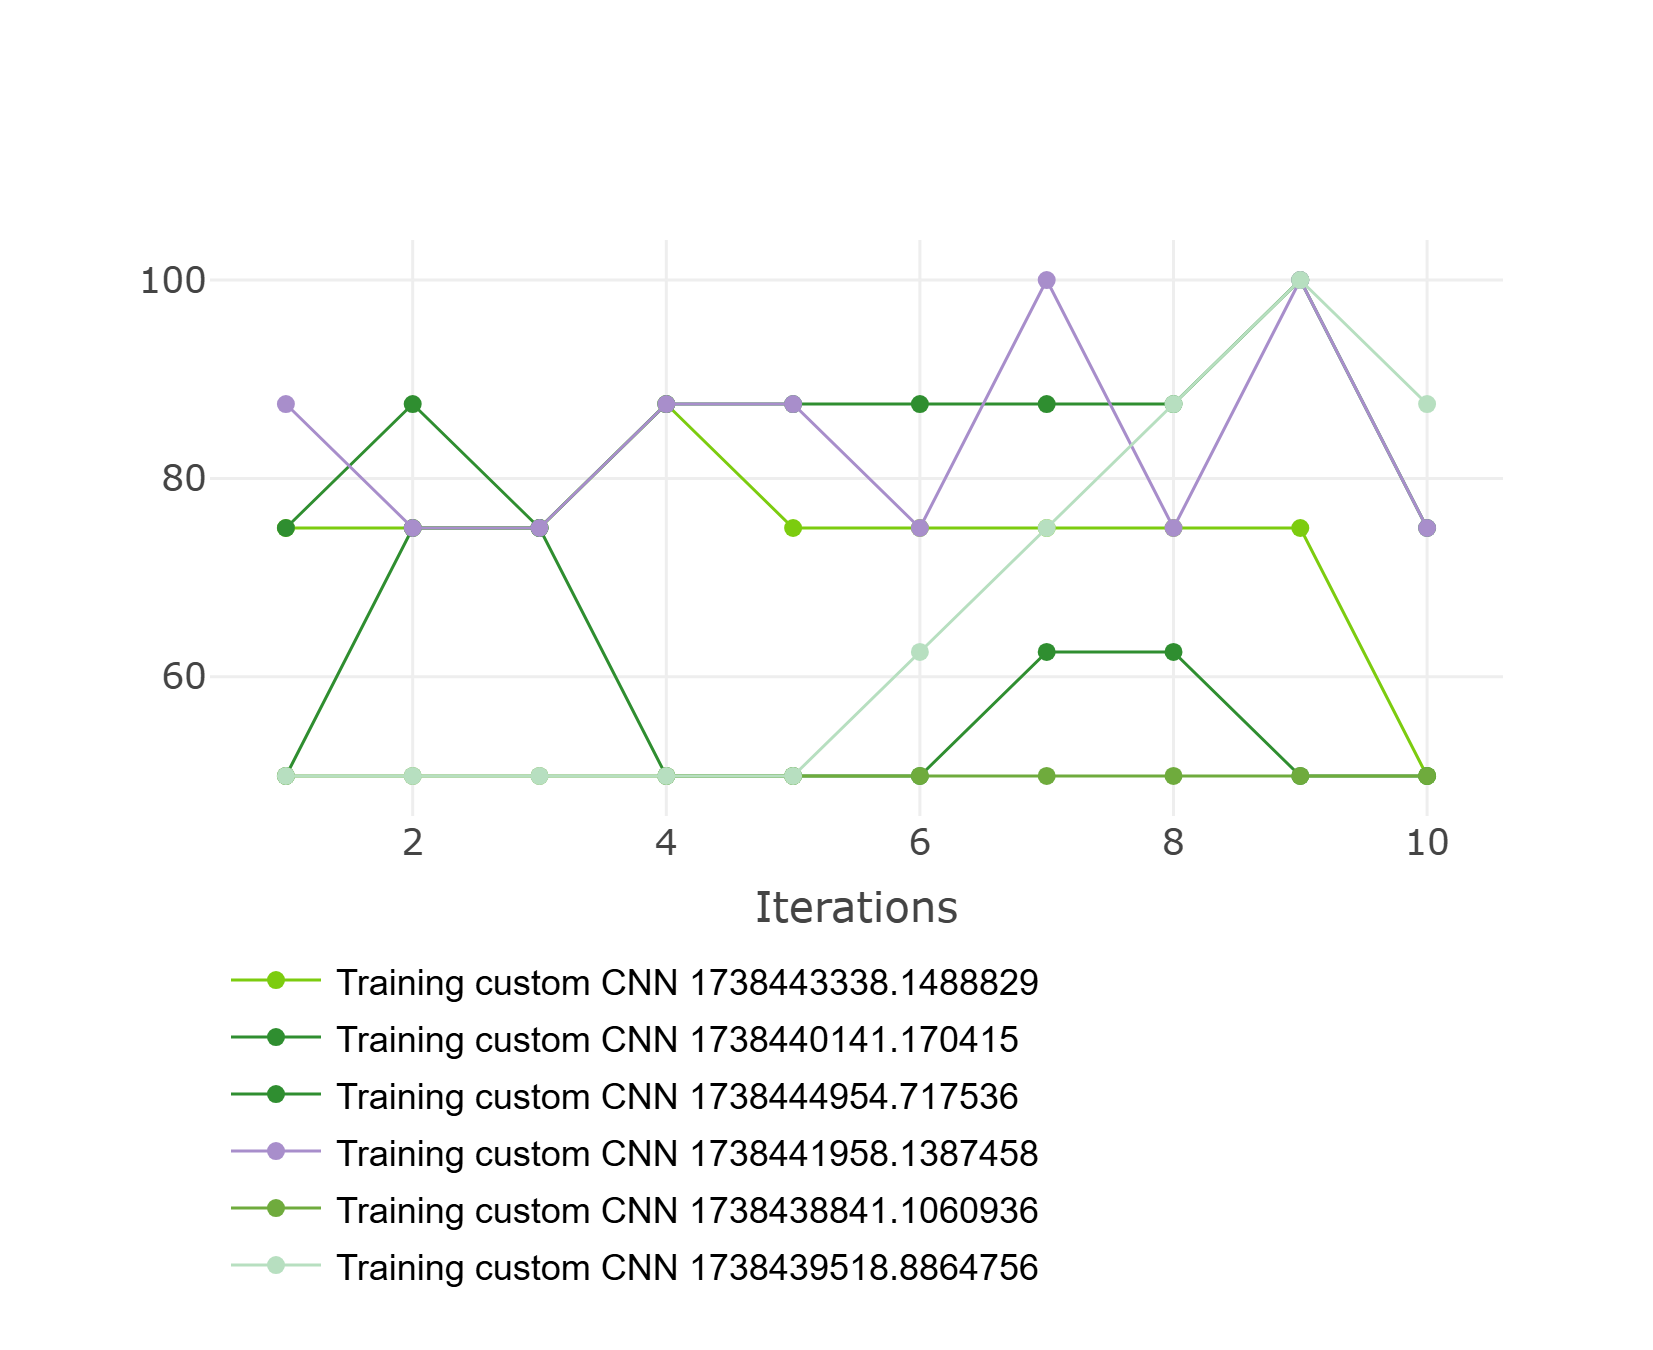 100
80
60
2 4 6 8 10
Iterations
Training custom CNN 1738443338.1488829
Training custom CNN 1738440141.170415
Training custom CNN 1738444954.717536
Training custom CNN 1738441958.1387458
Training custom CNN 1738438841.1060936
Training custom CNN 1738439518.8864756